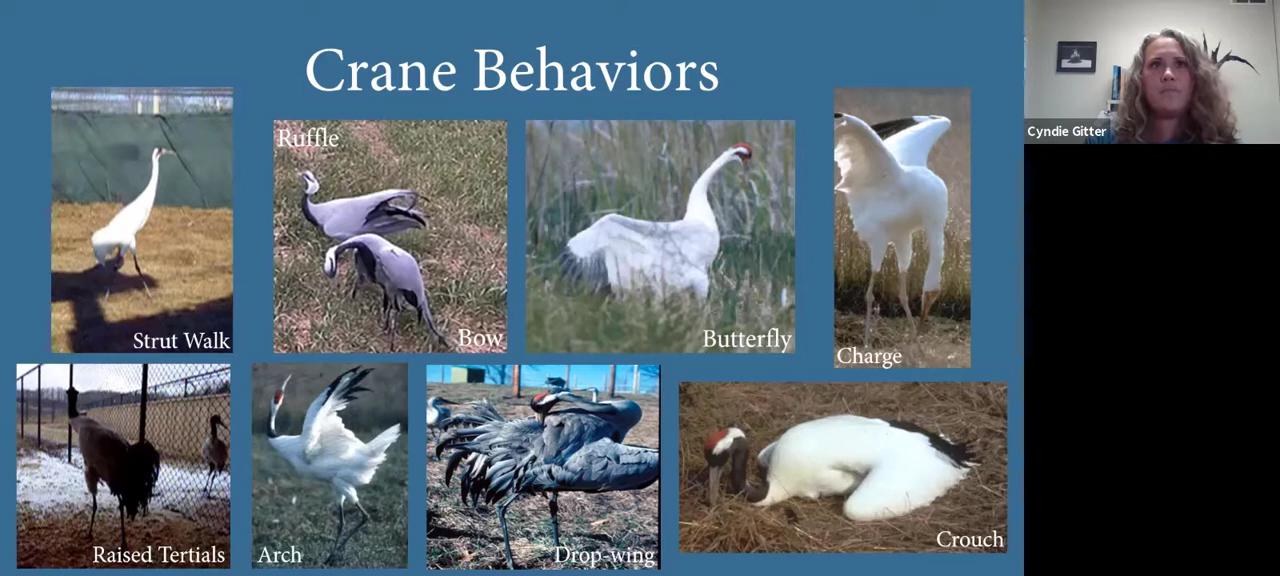 Crane Behaviors
Cyndie Gitter
Strut Walk
Ruffle
Bow
Butterfly
Charge
Raised Tertials
Arch
Drop-wing
Crouch